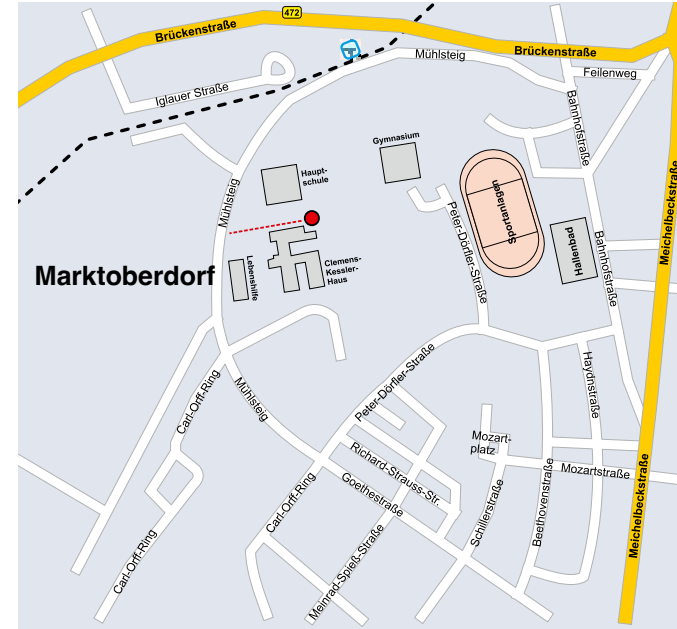 472
Brückenstraße
Mühlsteig
Brückenstraße
Feilenweg
Iglauer Straße
Bahnhofstraße
Gymnasium
Haupt-
schule
Mühlsteig
Meichelbeckstraße
Sportanlagen
Peter-Dörfler-Straße
Hallenbad
Bahnhofstraße
Marktoberdorf
Lebenshilfe
Clemens-
Kessler-
Haus
Carl-Orff-Ring
Mühlsteig
Peter-Dörfler-Straße
Haydnstraße
Mozart-
platz
Richard-Strauss-Str.
Mozartstraße
Goethestraße
Carl-Orff-Ring
Schillerstraße
Beethovenstraße
Meichelbeckstraße
Carl-Orff-Ring
Meinrad-Spieß-Straße